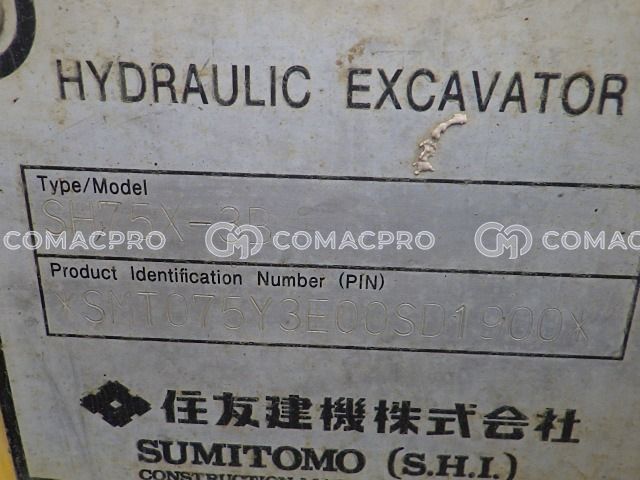 HYDRAULIC EXCAVATOR
Type/Model
SH75X-3B
COMACPRO COMACPRO COMACPRO
Product Identification Number (PIN)
*SMT075Y3E00SD1900*
住友建機株式会社
SUMITOMO (S.H.I.)